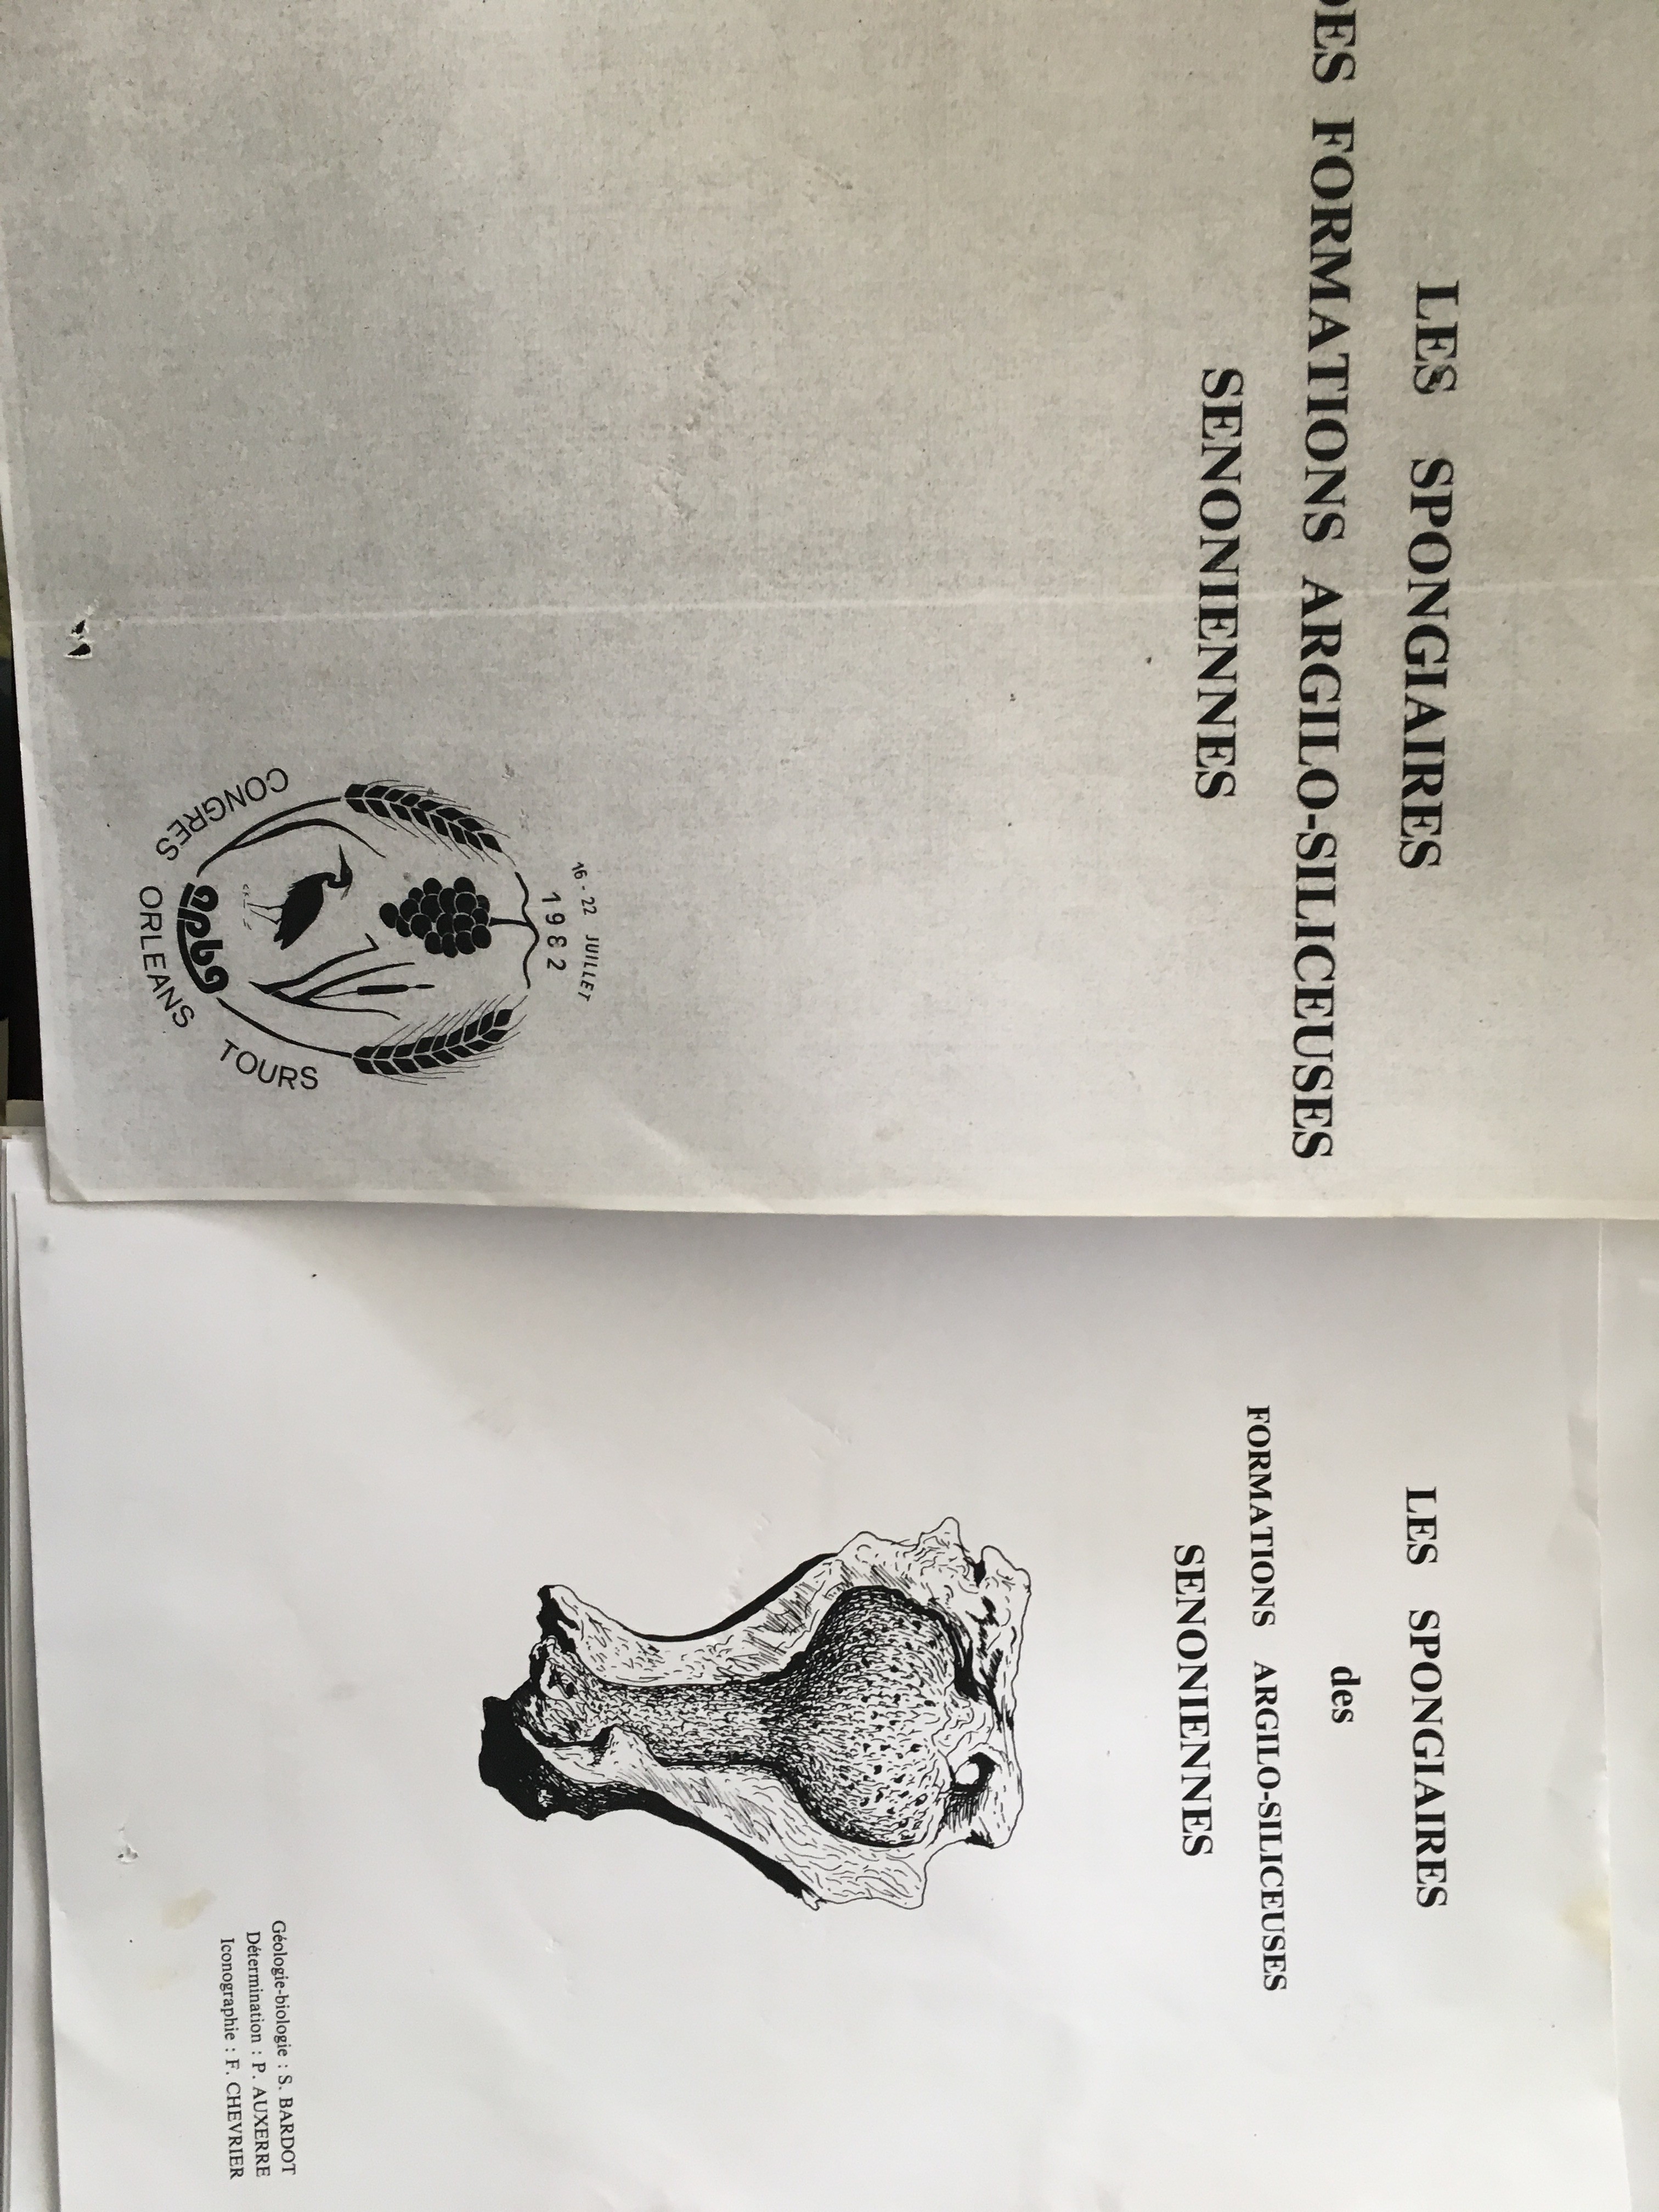 LES SPONGIAIRES
DES FORMATIONS ARGILO-SILICEUSES
SENONIENNES
16 - 22 JUILLET
1982
CONGRES
ORLEANS
TOURS
apbg
LES SPONGIAIRES
des
FORMATIONS ARGILO-SILICEUSES
SENONIENNES
Géologie-biologie : S. BARDOT
Détermination : P. AUXERRE
Iconographie : F. CHEVRIER